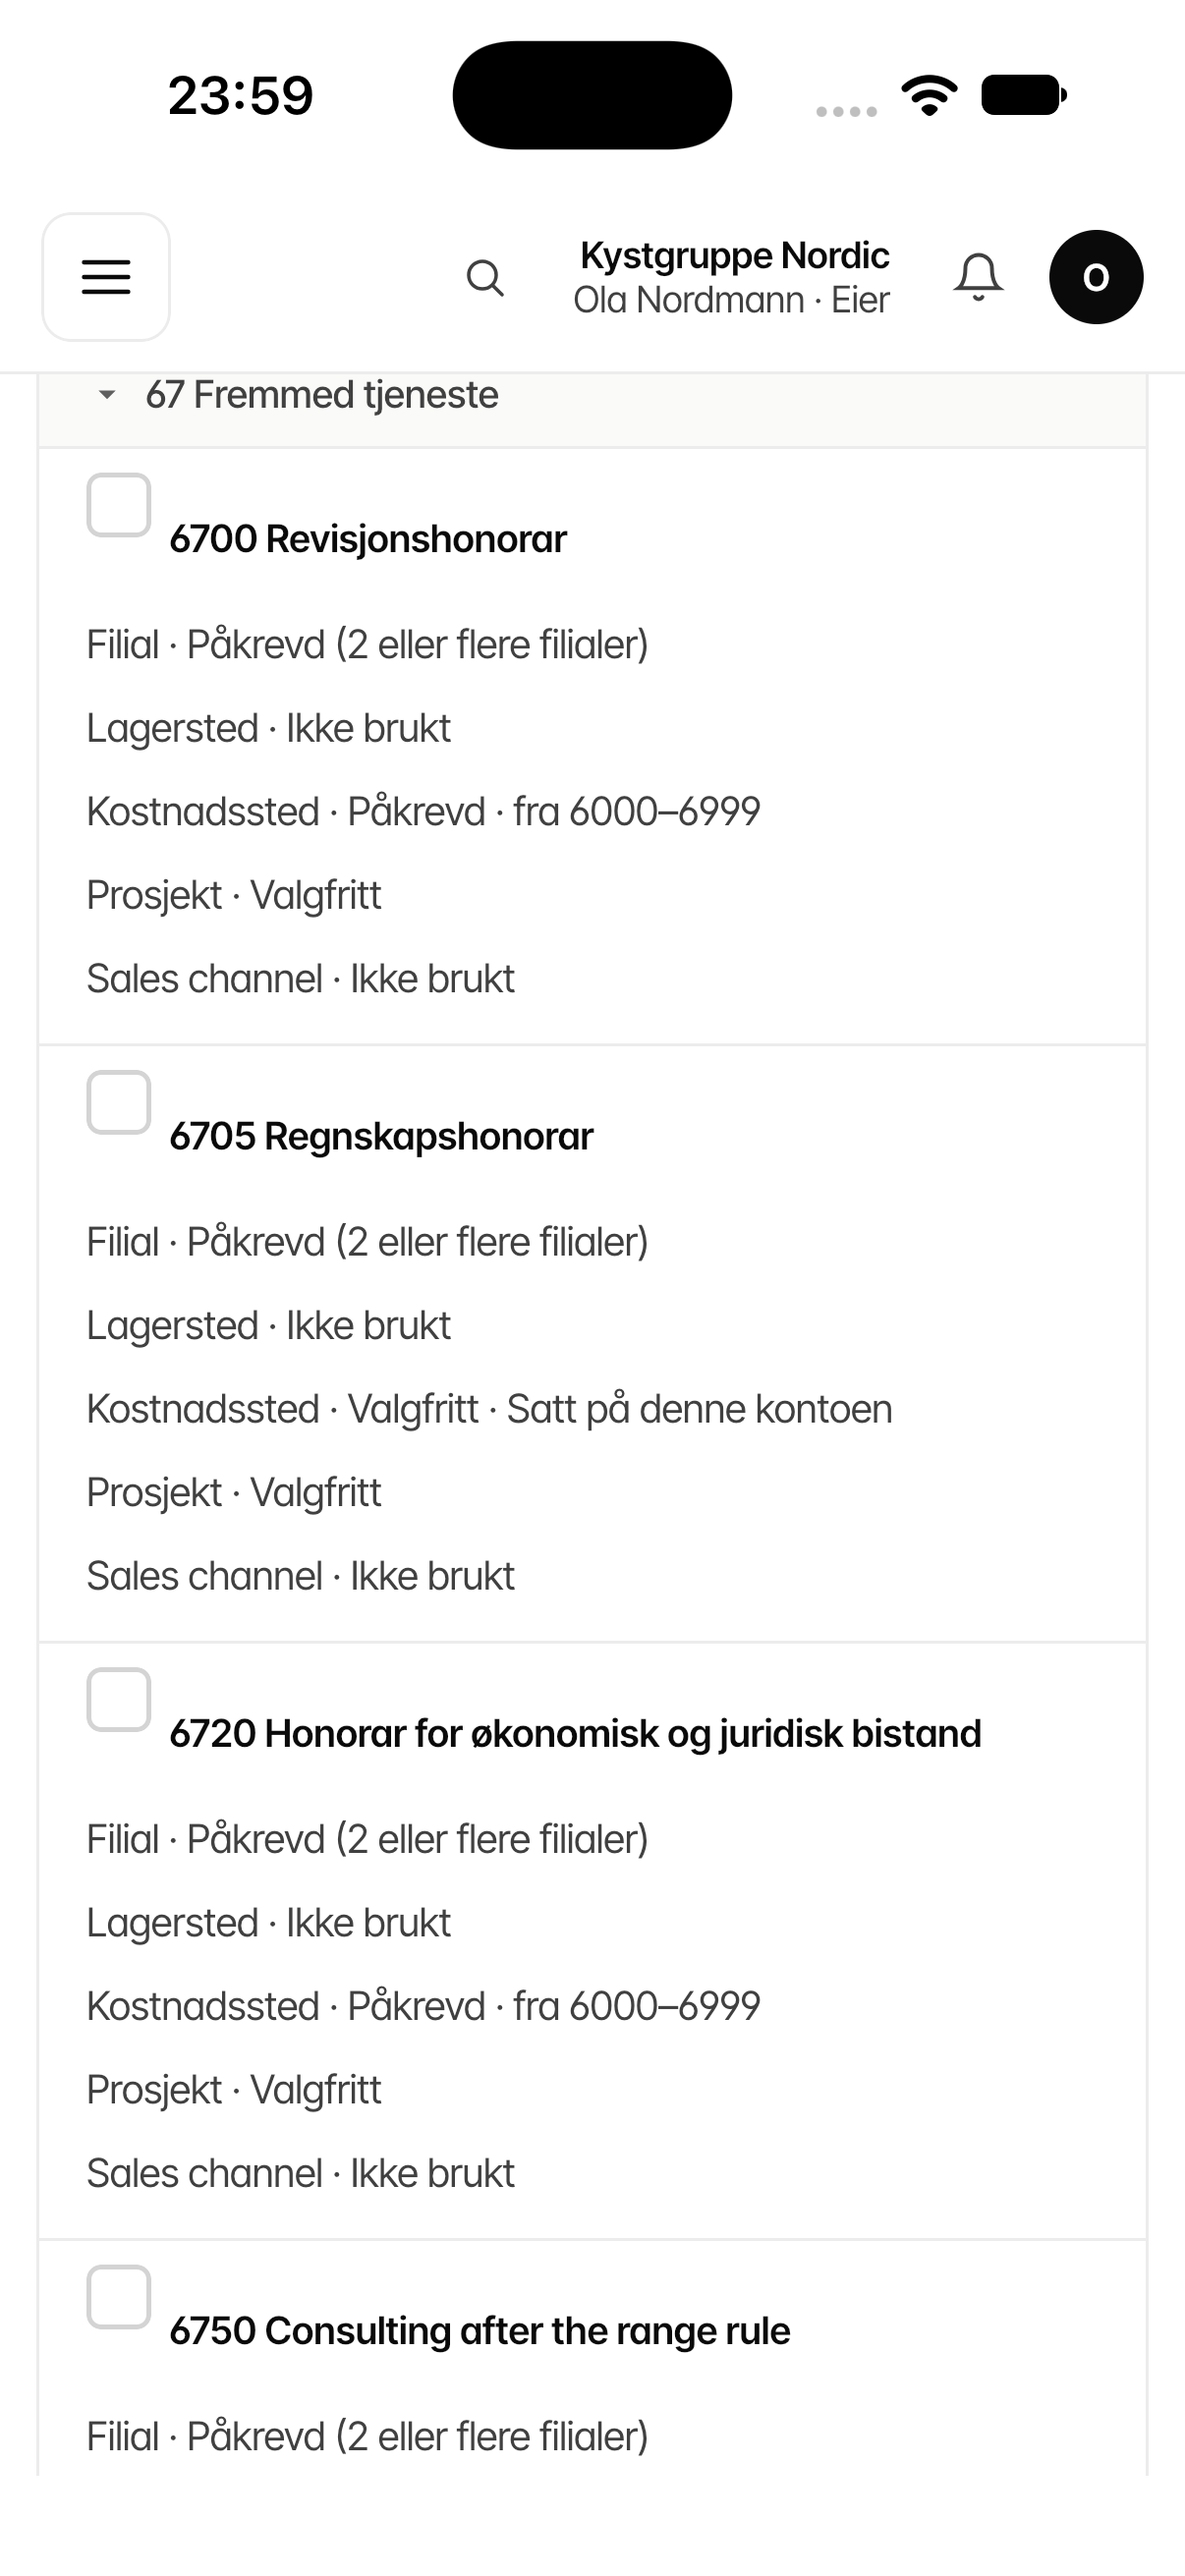 23:59
Kystgruppe Nordic
Ola Nordmann · Eier
O
67 Fremmed tjeneste
6700 Revisjonshonorar
Filial · Påkrevd (2 eller flere filialer)
Lagersted · Ikke brukt
Kostnadssted · Påkrevd · fra 6000–6999
Prosjekt · Valgfritt
Sales channel · Ikke brukt
6705 Regnskapshonorar
Filial · Påkrevd (2 eller flere filialer)
Lagersted · Ikke brukt
Kostnadssted · Valgfritt · Satt på denne kontoen
Prosjekt · Valgfritt
Sales channel · Ikke brukt
6720 Honorar for økonomisk og juridisk bistand
Filial · Påkrevd (2 eller flere filialer)
Lagersted · Ikke brukt
Kostnadssted · Påkrevd · fra 6000–6999
Prosjekt · Valgfritt
Sales channel · Ikke brukt
6750 Consulting after the range rule
Filial · Påkrevd (2 eller flere filialer)